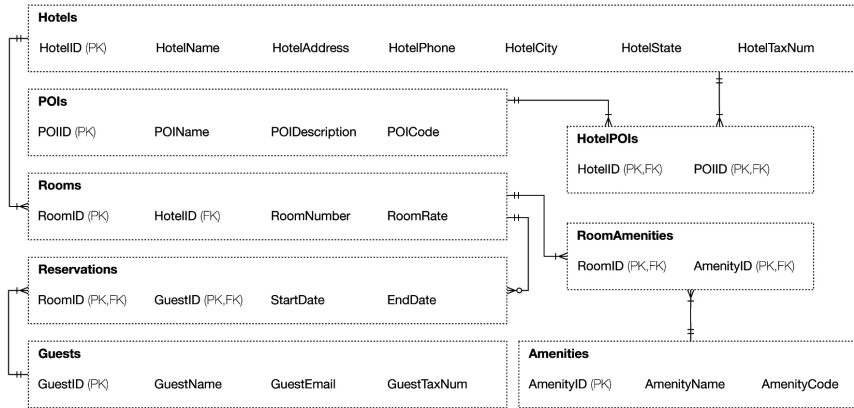 Hotels
HotelID (PK) HotelName HotelAddress HotelPhone HotelCity HotelState HotelTaxNum
POIs
POIID (PK) POIName POIDescription POICode
HotelPOIs
HotelID (PK,FK) POIID (PK,FK)
Rooms
RoomID (PK) HotelID (FK) RoomNumber RoomRate
RoomAmenities
RoomID (PK,FK) AmenityID (PK,FK)
Reservations
RoomID (PK,FK) GuestID (PK,FK) StartDate EndDate
Guests
GuestID (PK) GuestName GuestEmail GuestTaxNum
Amenities
AmenityID (PK) AmenityName AmenityCode